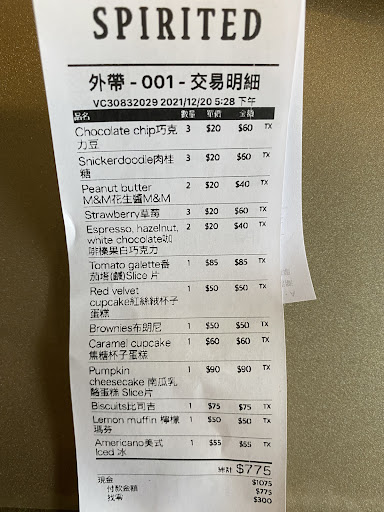 SPIRITED
外帶 - 001 - 交易明細
VC30832029 2021/12/20 5:28 下午
品名 數量 單價 金額
Chocolate chip巧克 3 $20 $60 TX
力豆
Snickerdoodle肉桂 3 $20 $60 TX
糖
Peanut butter 2 $20 $40 TX
M&M花生醬M&M
Strawberry草莓 3 $20 $60 TX
Espresso, hazelnut, 2 $20 $40 TX
white chocolate咖
啡榛果白巧克力
Tomato galette番 1 $85 $85 TX
茄塔(鹹)Slice 片
Red velvet 1 $50 $50 TX
cupcake紅絲絨杯子
蛋糕
Brownies布朗尼 1 $50 $50 TX
Caramel cupcake 1 $60 $60 TX
焦糖杯子蛋糕
Pumpkin 1 $90 $90 TX
cheesecake 南瓜乳
酪蛋糕 Slice片
Biscuits比司吉 1 $75 $75 TX
Lemon muffin 檸檬 1 $50 $50 TX
瑪芬
Americano美式 1 $55 $55 TX
Iced 冰
總計 $775
現金 $1075
付款金額 $775
找零 $300